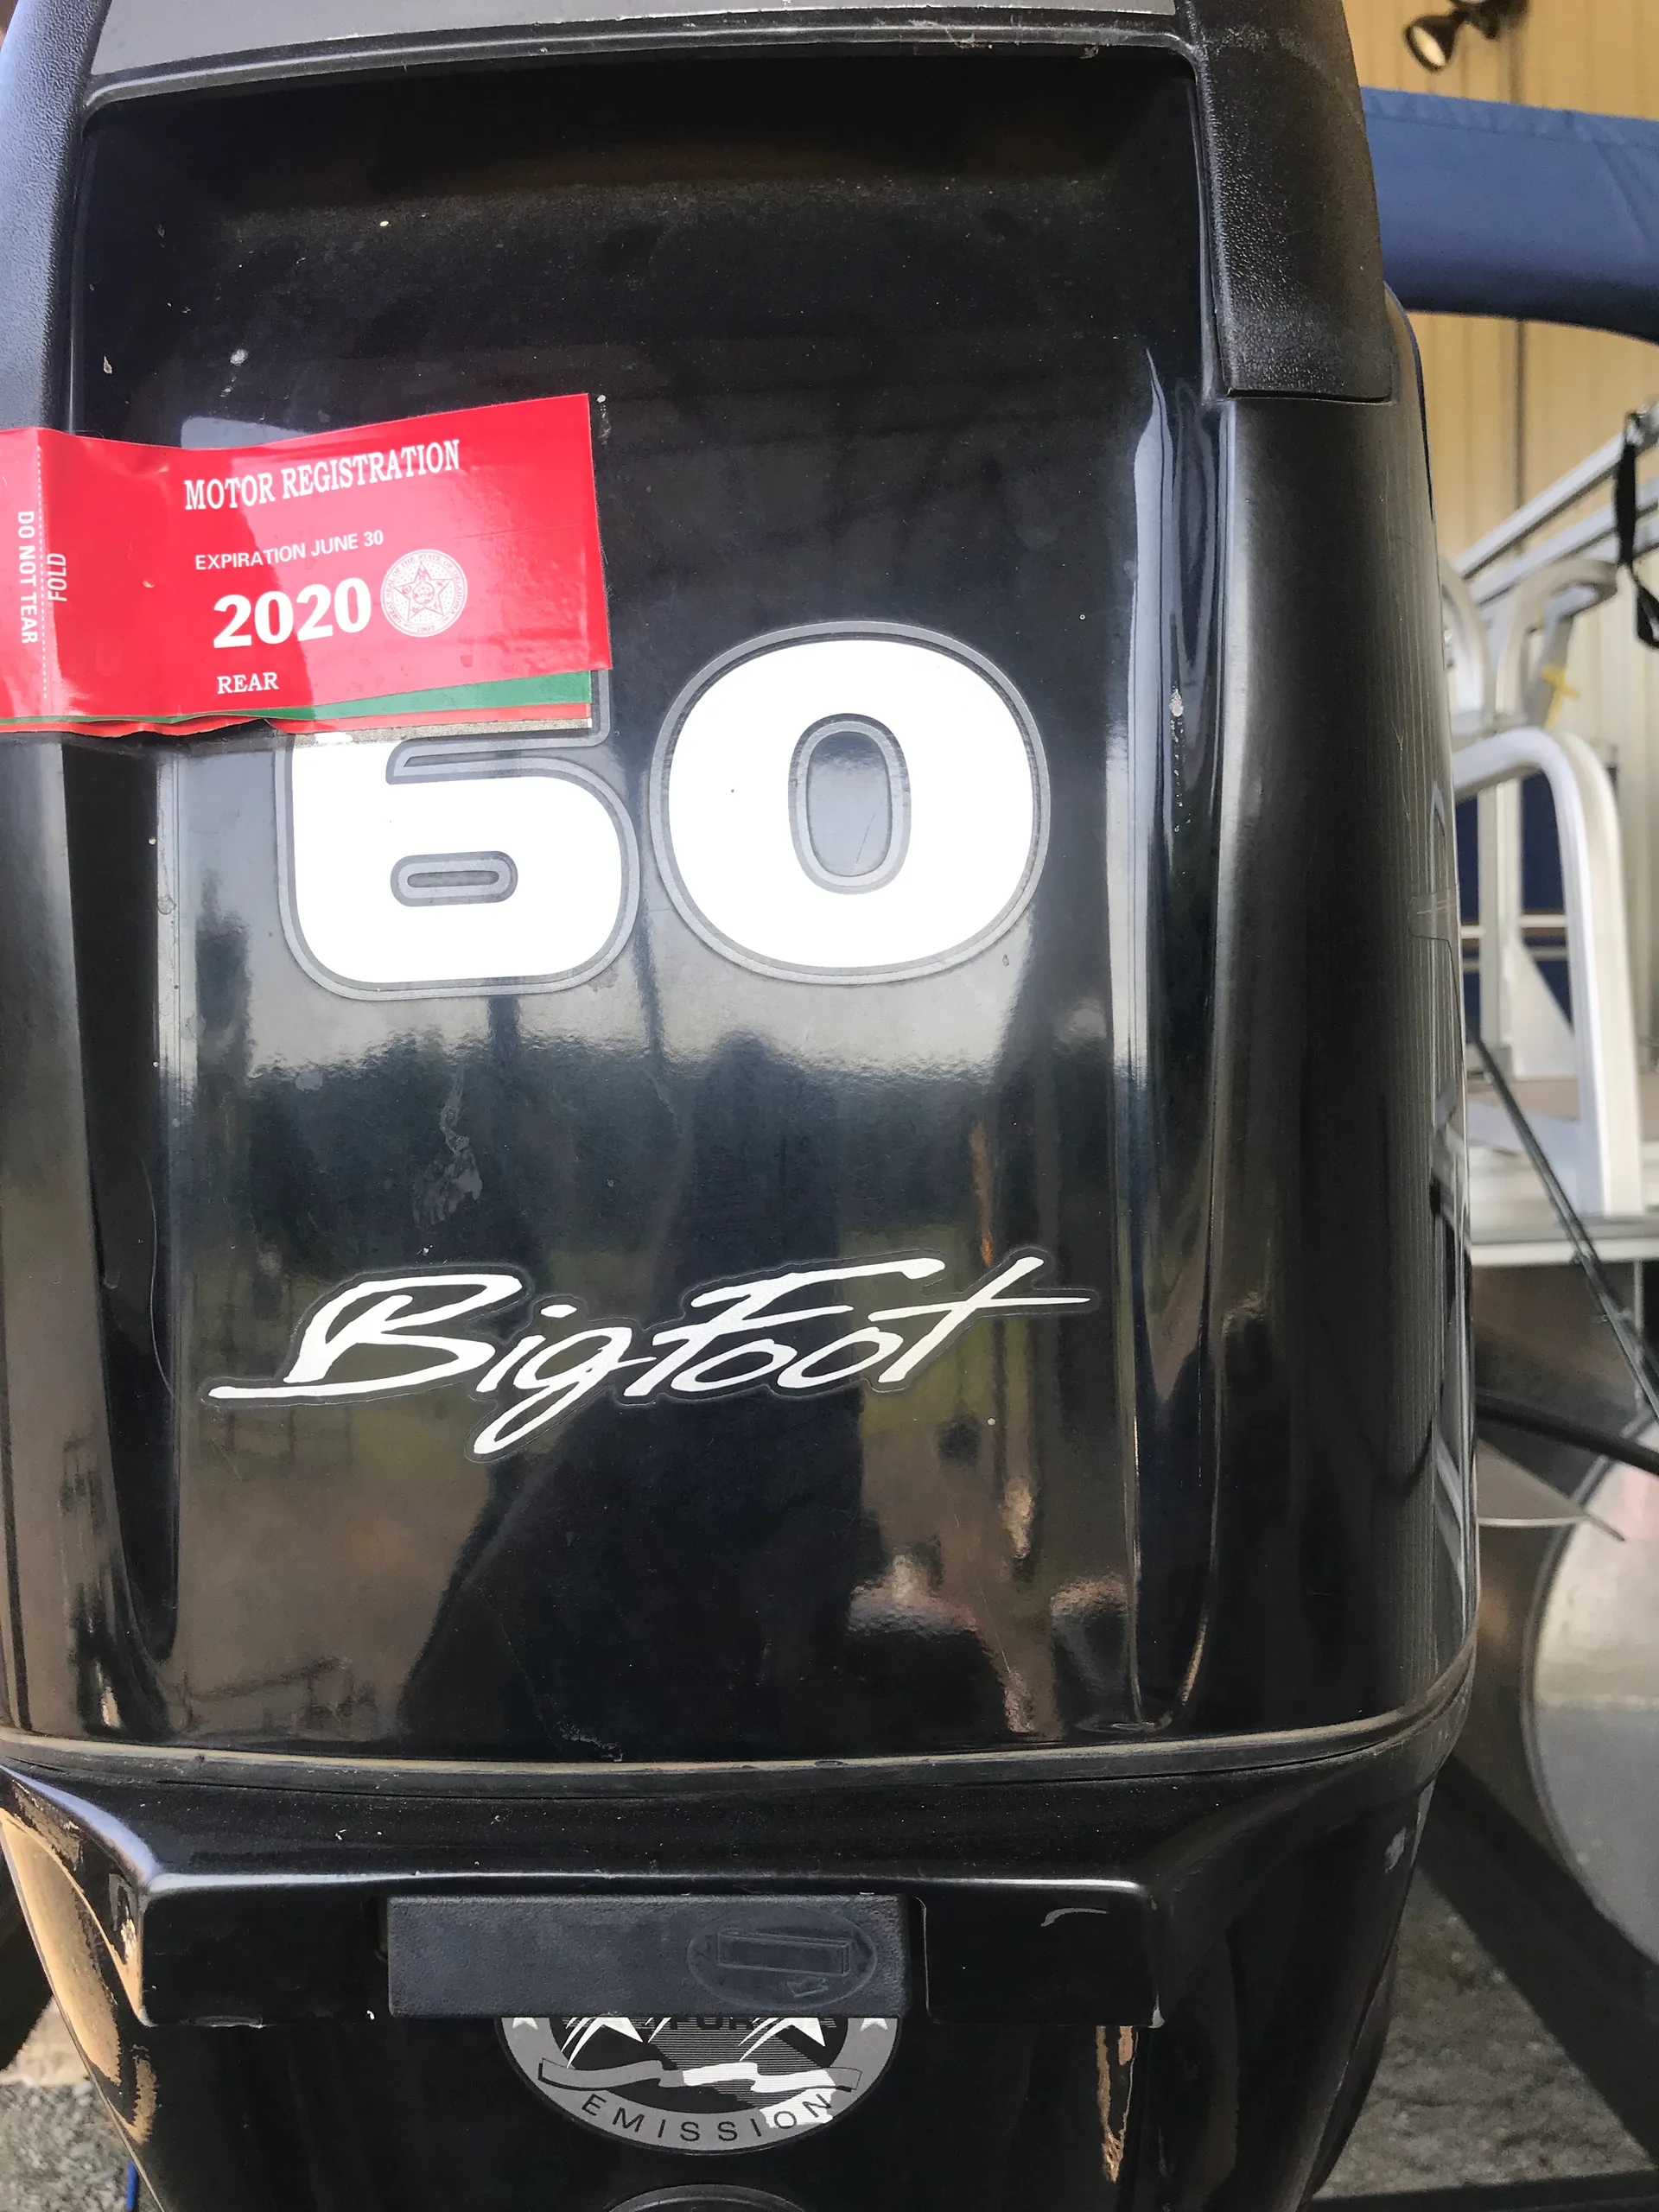 MOTOR REGISTRATION
EXPIRATION JUNE 30
2020
REAR
DO NOT TEAR
FOLD
60
BigFoot
EMISSION